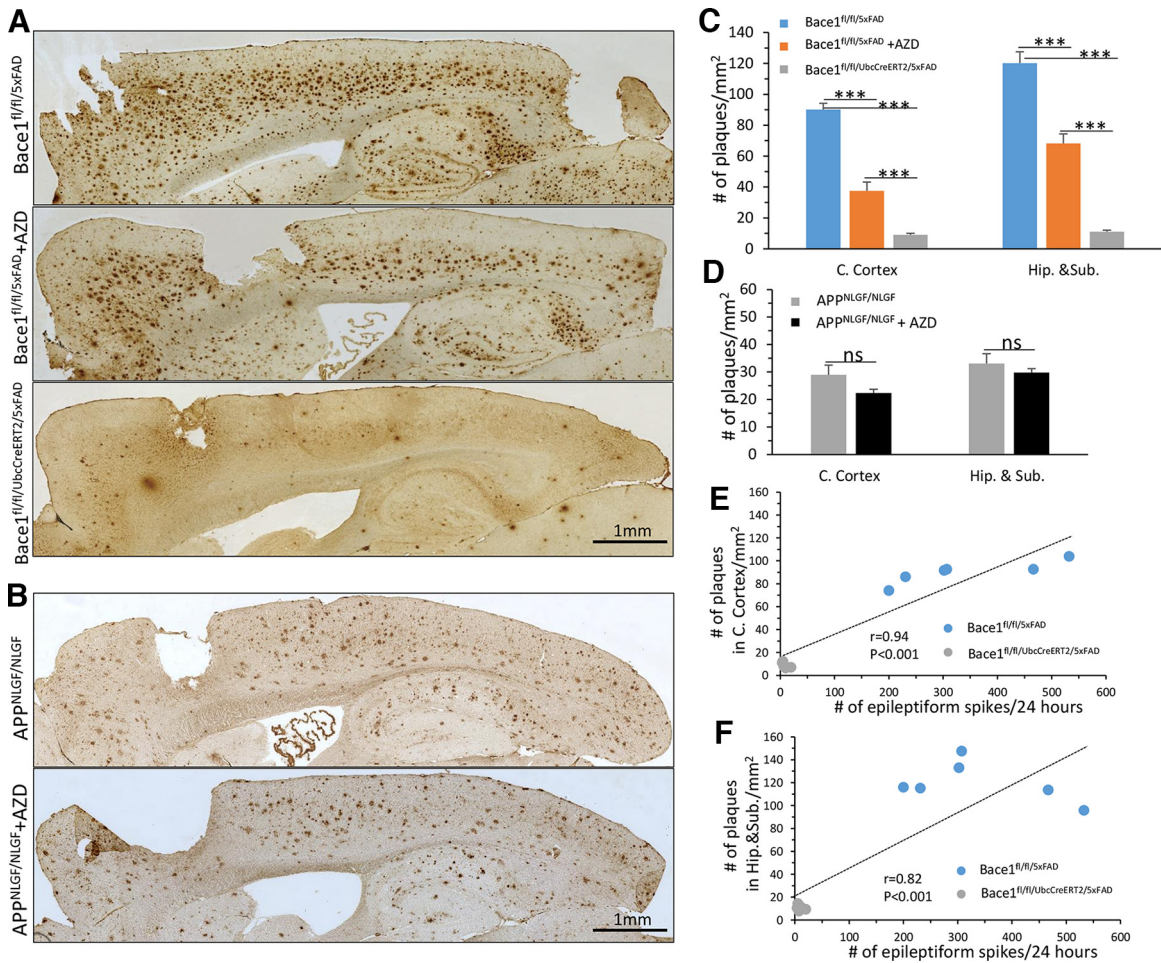 A
Bace1fl/fl/5xFAD
Bace1fl/fl/5xFAD+AZD
Bace1fl/fl/UbcCreERT2/5xFAD
1mm
B
APPNLGF/NLGF
APPNLGF/NLGF+AZD
1mm
C
Bace1fl/fl/5xFAD
Bace1fl/fl/5xFAD +AZD
Bace1fl/fl/UbcCreERT2/5xFAD
# of plaques/mm2
140
120
100
80
60
40
20
0
***
***
***
***
***
***
C. Cortex
Hip. &Sub.
D
APPNLGF/NLGF
APPNLGF/NLGF + AZD
# of plaques/mm2
60
50
40
30
20
10
0
ns
ns
C. Cortex
Hip. & Sub.
E
# of plaques
in C. Cortex/mm2
160
140
120
100
80
60
40
20
0
r=0.94
P<0.001
Bace1fl/fl/5xFAD
Bace1fl/fl/UbcCreERT2/5xFAD
0 100 200 300 400 500 600
# of epileptiform spikes/24 hours
F
# of plaques
in Hip.&Sub./mm2
160
140
120
100
80
60
40
20
0
r=0.82
P<0.001
Bace1fl/fl/5xFAD
Bace1fl/fl/UbcCreERT2/5xFAD
0 100 200 300 400 500 600
# of epileptiform spikes/24 hours